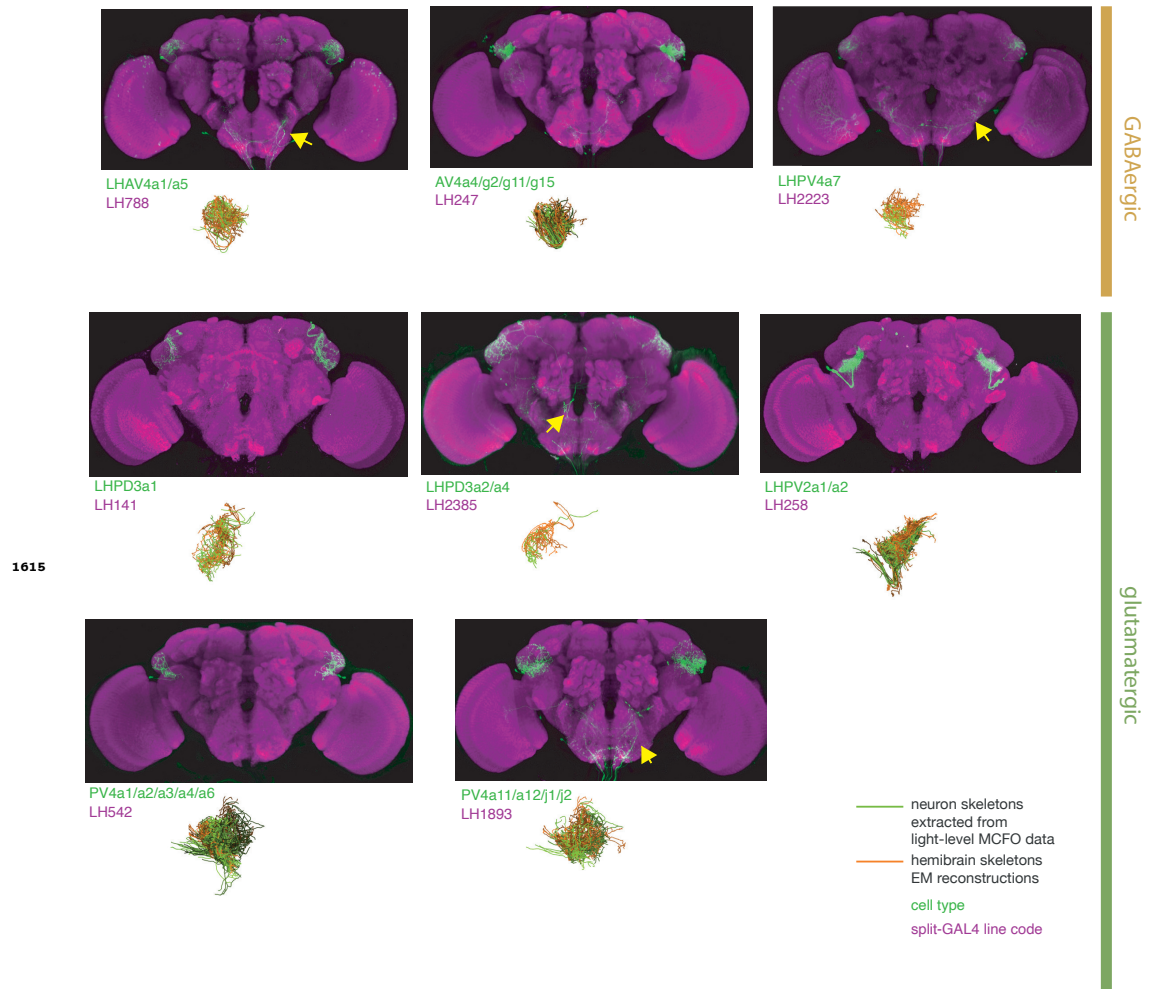 LHAV4a1/a5
LH788
AV4a4/g2/g11/g15
LH247
LHPV4a7
LH2223
GABAergic
LHPD3a1
LH141
LHPD3a2/a4
LH2385
LHPV2a1/a2
LH258
1615
glutamatergic
PV4a1/a2/a3/a4/a6
LH542
PV4a11/a12/j1/j2
LH1893
neuron skeletons
extracted from
light-level MCFO data
hemibrain skeletons
EM reconstructions
cell type
split-GAL4 line code